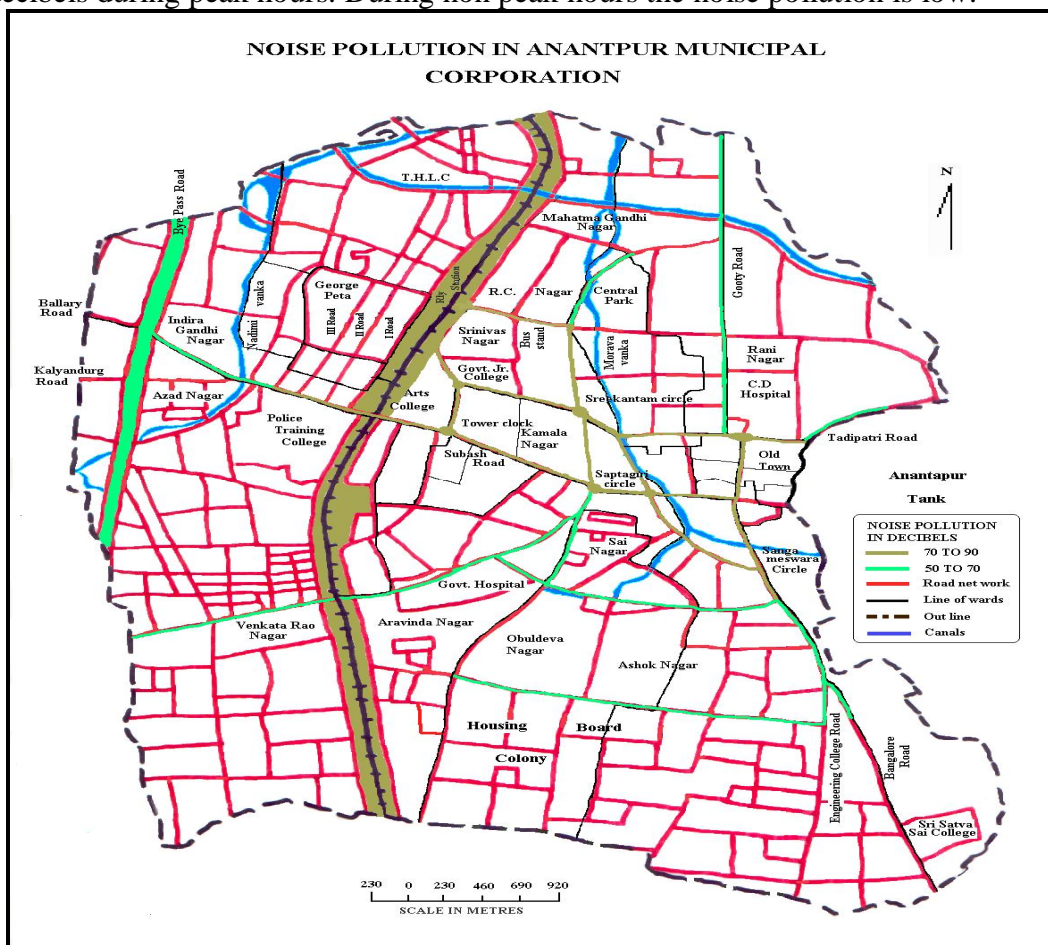 decibels during peak hours. During non peak hours the noise pollution is low.
NOISE POLLUTION IN ANANTPUR MUNICIPAL
CORPORATION
N
T.H.L.C
Bye Pass Road
Mahatma Gandhi
Nagar
Gooty Road
Rly. Station
R.C. Nagar
Central
Park
George
Peta
Ballary
Road
Indira
Gandhi
Nagar
Nadimi vanka
III Road
II Road
I Road
Srinivas
Nagar
Bus
stand
Morava
vanka
Rani
Nagar
Kalyandurg
Road
Govt. Jr.
College
C.D
Hospital
Azad Nagar
Arts
College
Sreekantam circle
Police
Training
College
Tower clock
Kamala
Nagar
Tadipatri Road
Subash
Road
Old
Town
Saptagiri
circle
Anantapur
Tank
Sai
Nagar
Sanga
meswara
Circle
Govt. Hospital
NOISE POLLUTION
IN DECIBELS
70 TO 90
50 TO 70
Road net work
Line of wards
Out line
Canals
Venkata Rao
Nagar
Aravinda Nagar
Obuldeva
Nagar
Ashok Nagar
Housing Board
Colony
Engineering College Road
Bangalore
Road
Sri Satva
Sai College
230 0 230 460 690 920
SCALE IN METRES